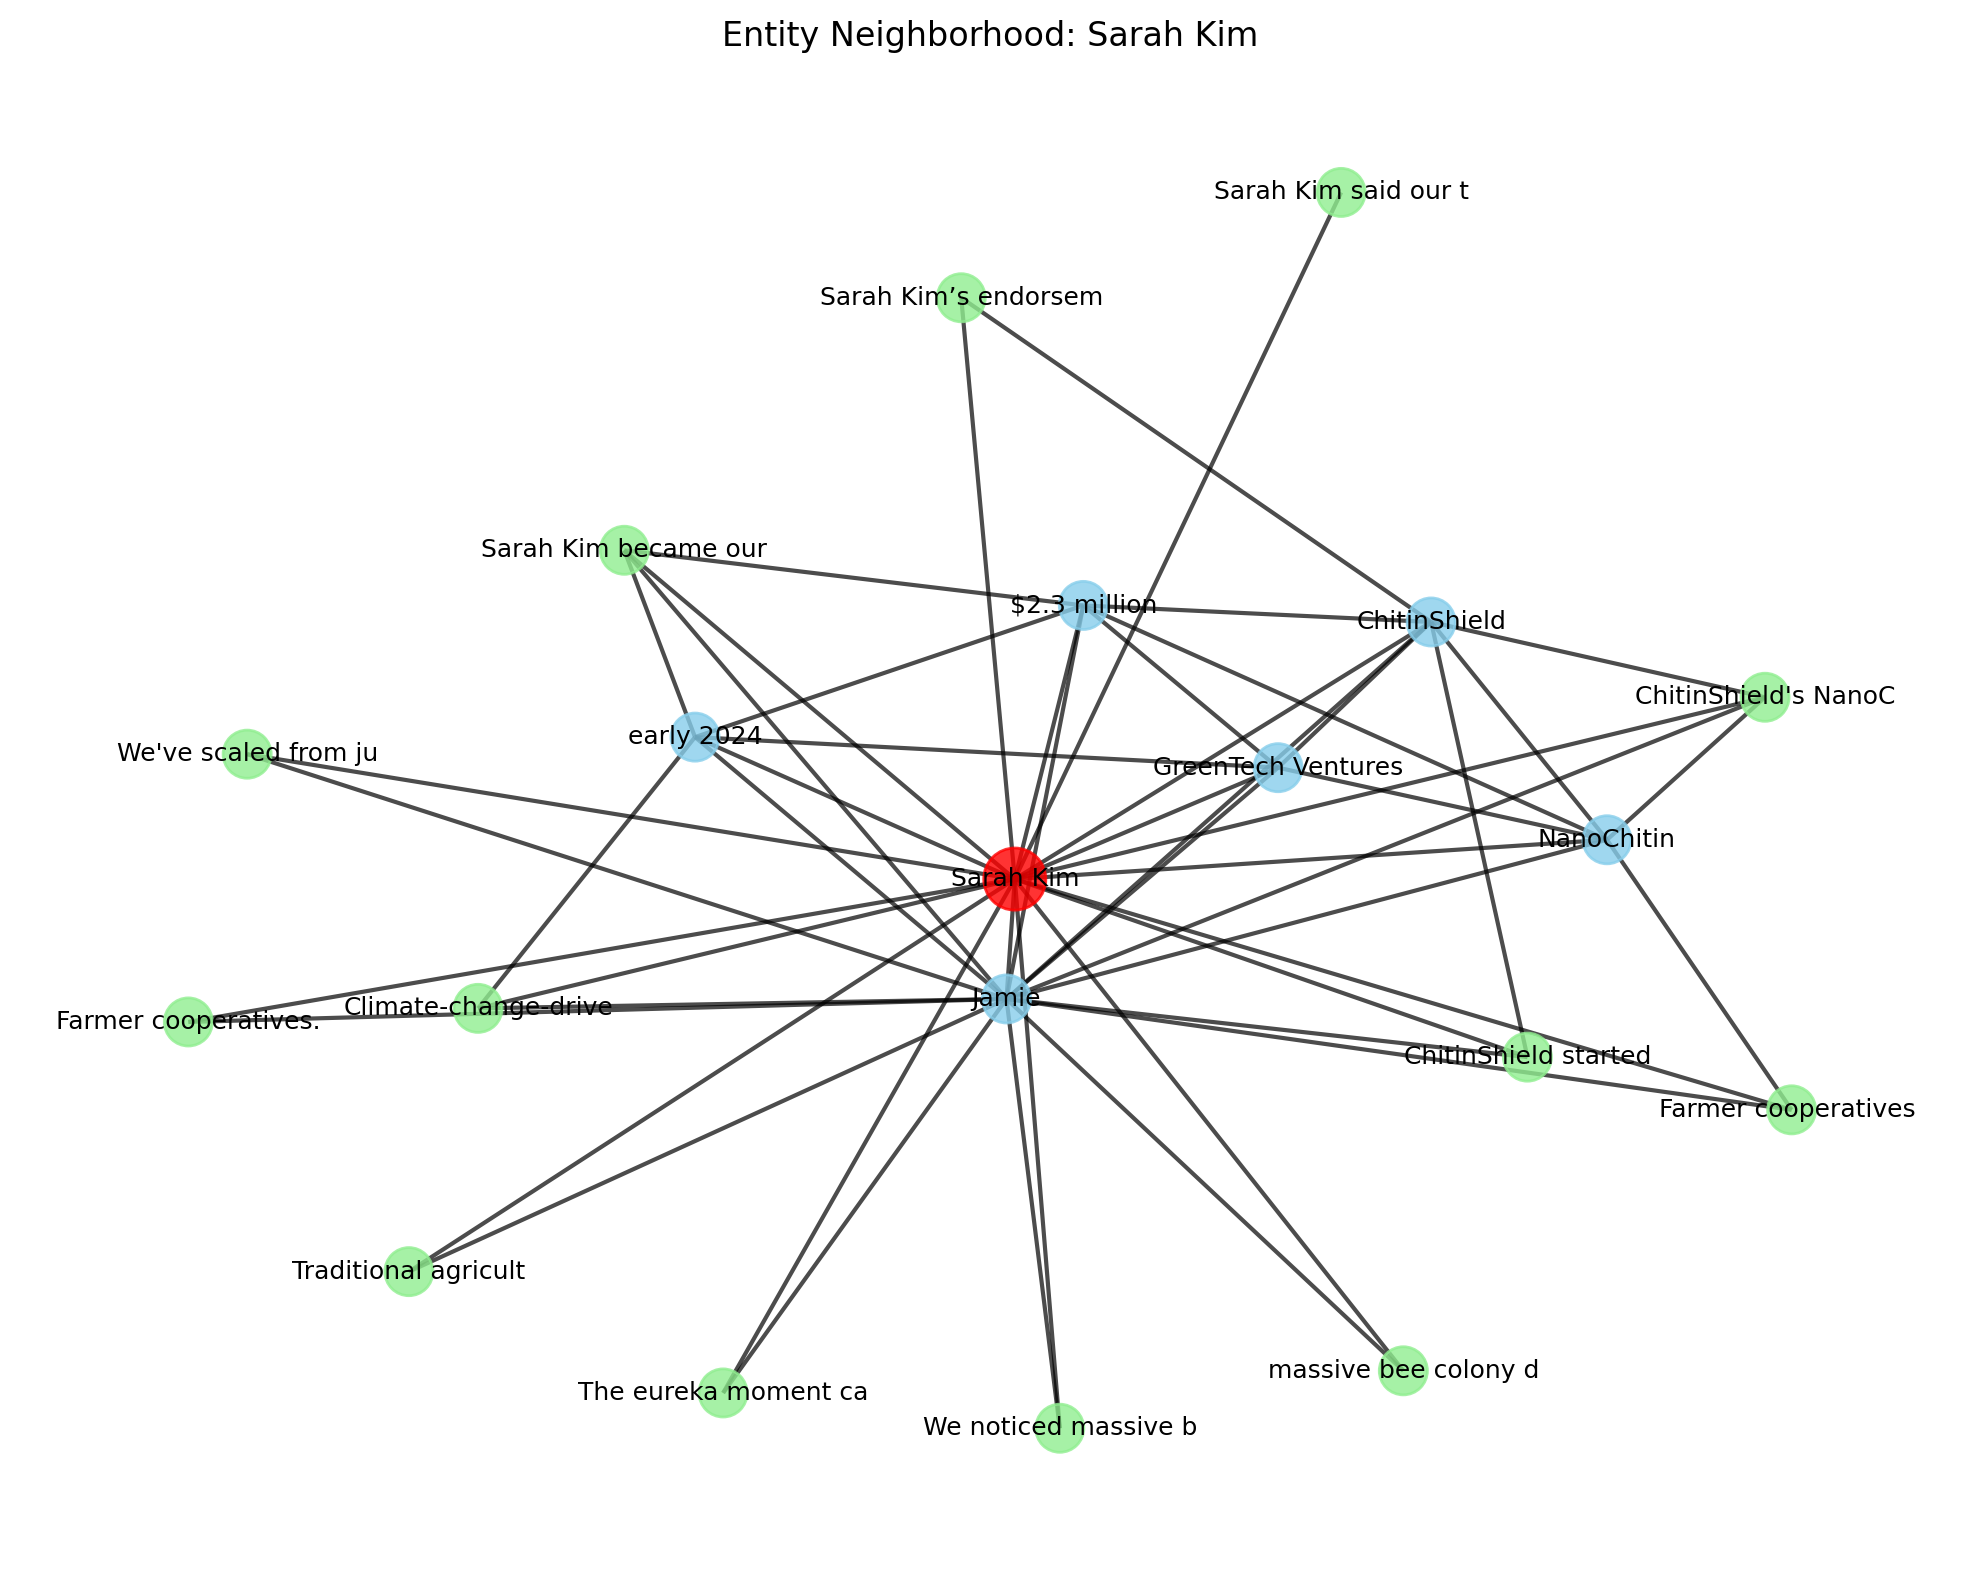 Entity Neighborhood: Sarah Kim
Sarah Kim said our t
Sarah Kim’s endorsem
Sarah Kim became our
$2.3 million
ChitinShield
ChitinShield's NanoC
early 2024
We've scaled from ju
GreenTech Ventures
NanoChitin
Sarah Kim
Jamie
Climate-change-drive
Farmer cooperatives.
ChitinShield started
Farmer cooperatives
Traditional agricult
massive bee colony d
The eureka moment ca
We noticed massive b